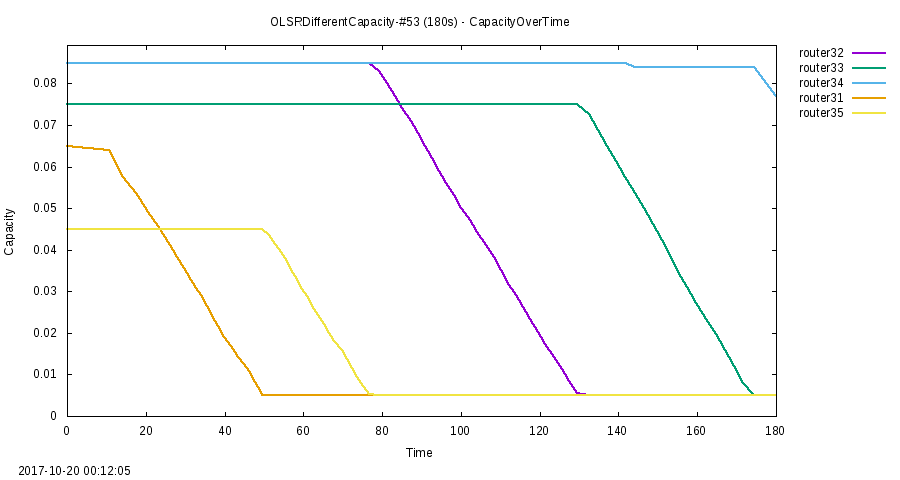 OLSRDifferentCapacity-#53 (180s) - CapacityOverTime
router32
router33
router34
router31
router35
0.08
0.07
0.06
0.05
0.04
0.03
0.02
0.01
0
Capacity
0 20 40 60 80 100 120 140 160 180
Time
2017-10-20 00:12:05